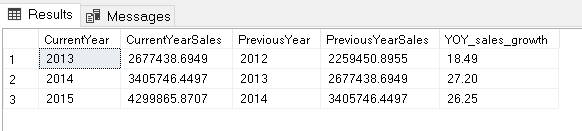 Results Messages
CurrentYear CurrentYearSales PreviousYear PreviousYearSales YOY_sales_growth
1 2013 2677438.6949 2012 2259450.8955 18.49
2 2014 3405746.4497 2013 2677438.6949 27.20
3 2015 4299865.8707 2014 3405746.4497 26.25